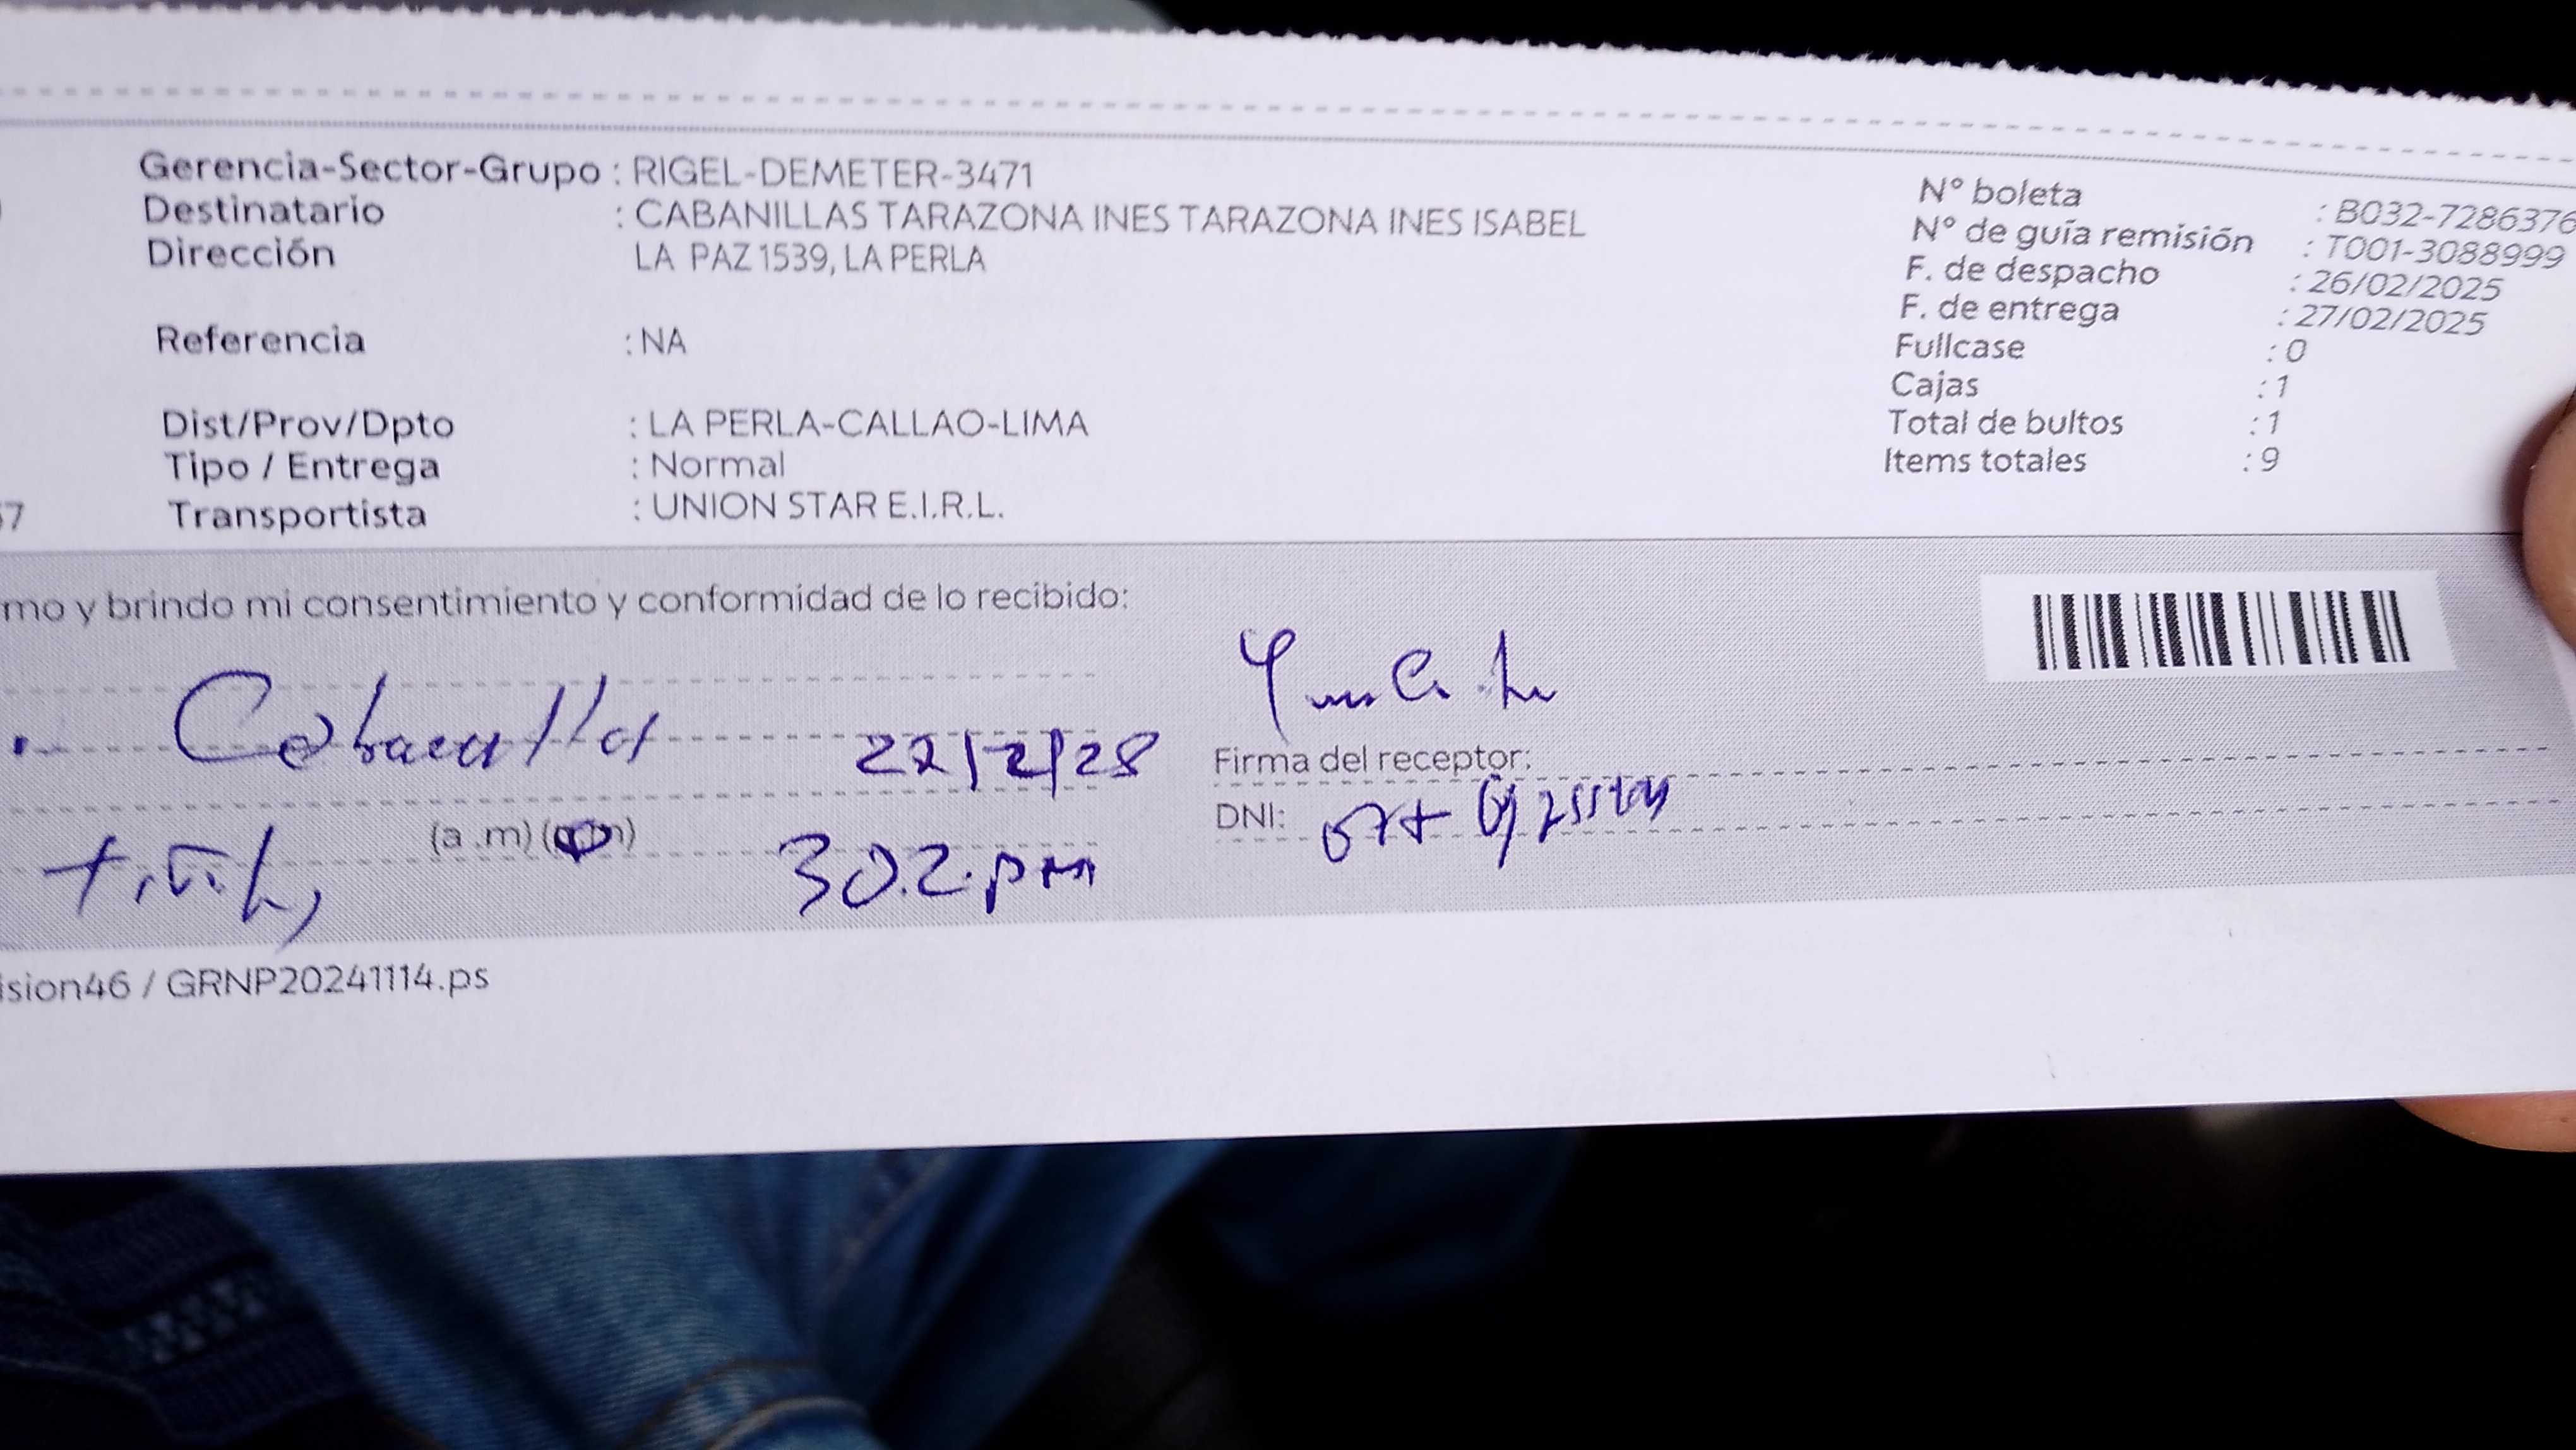 Gerencia-Sector-Grupo : RIGEL-DEMETER-3471
Destinatario : CABANILLAS TARAZONA INES TARAZONA INES ISABEL
Dirección LA PAZ 1539, LA PERLA
Referencia : NA
Dist/Prov/Dpto : LA PERLA-CALLAO-LIMA
Tipo / Entrega : Normal
57 Transportista : UNION STAR E.I.R.L.
N° boleta : B032-7286376
N° de guía remisión : T001-3088999
F. de despacho : 26/02/2025
F. de entrega : 27/02/2025
Fullcase : 0
Cajas : 1
Total de bultos : 1
Items totales : 9
mo y brindo mi consentimiento y conformidad de lo recibido:
Firma del receptor:
(a .m)
302.pm
DNI:
ision46 / GRNP20241114.ps